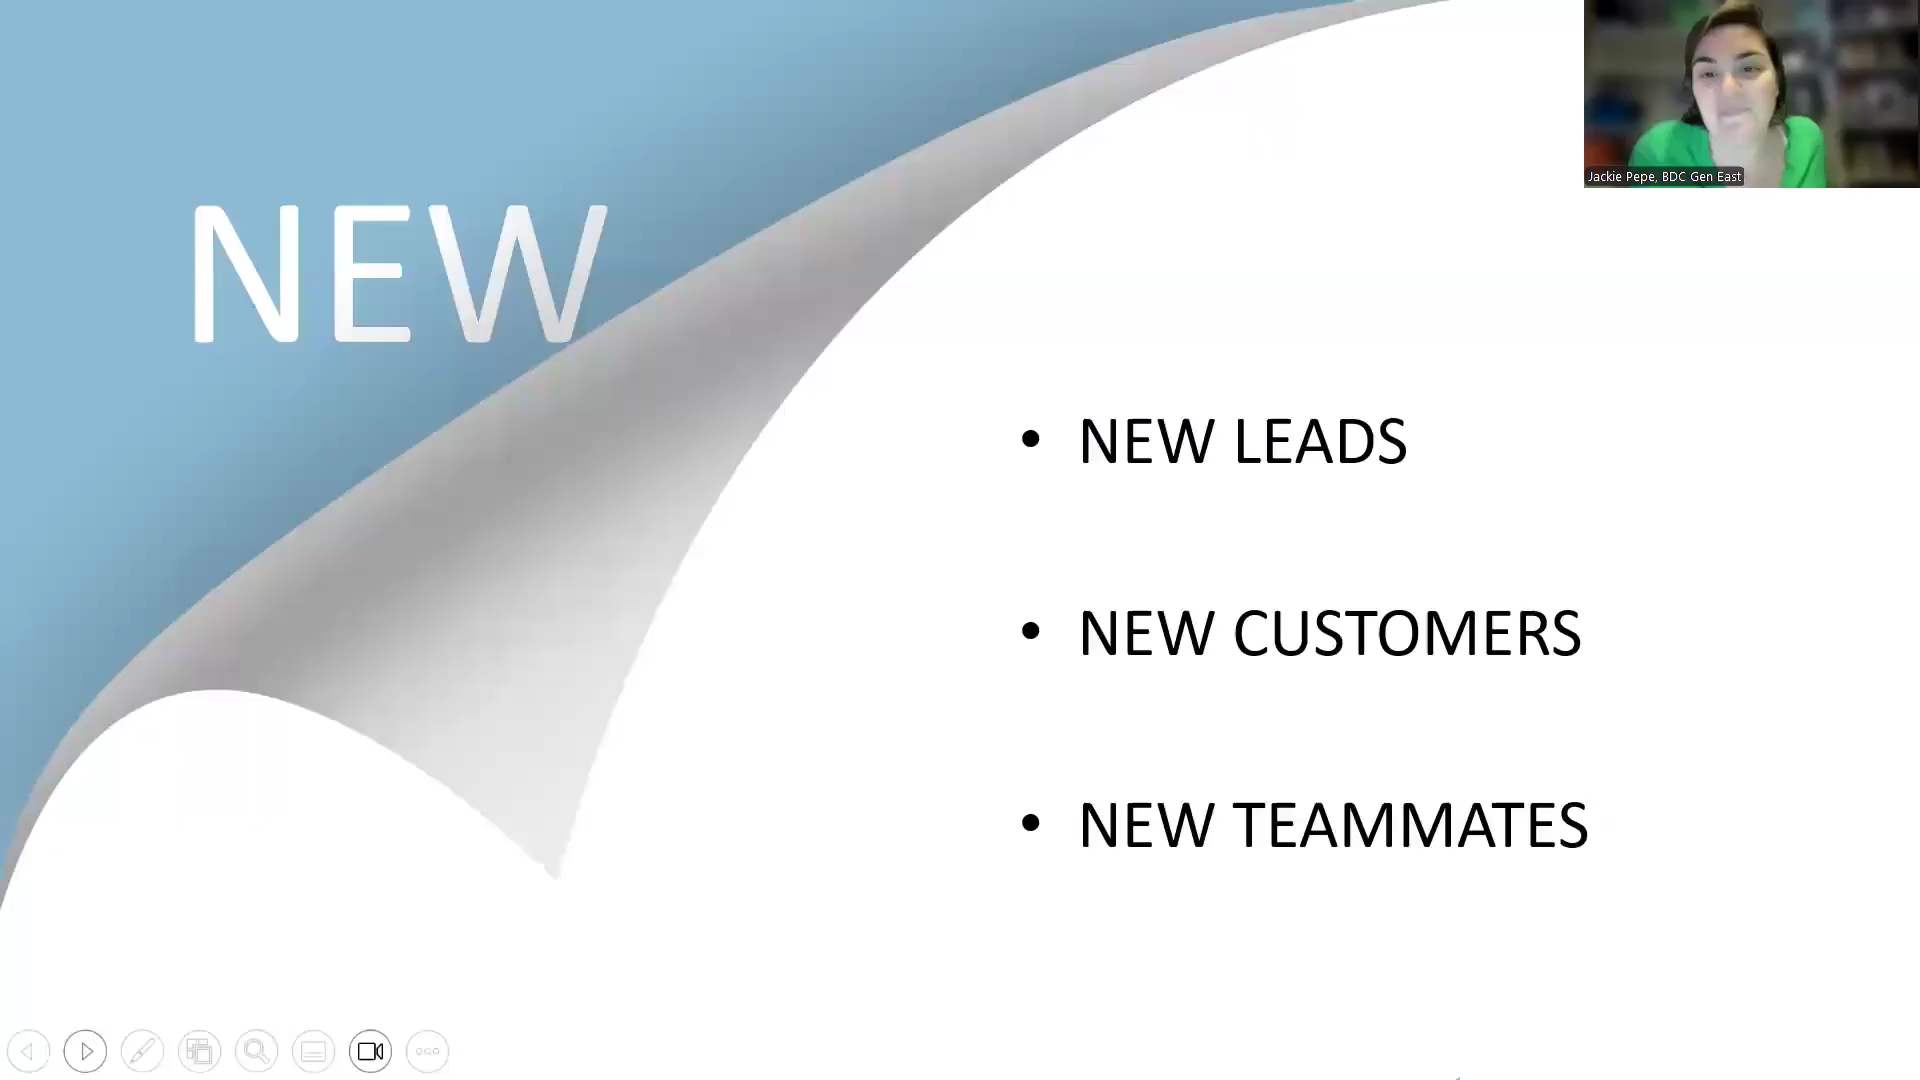 Jackie Pepe, BDC Gen East
NEW
• NEW LEADS
• NEW CUSTOMERS
• NEW TEAMMATES